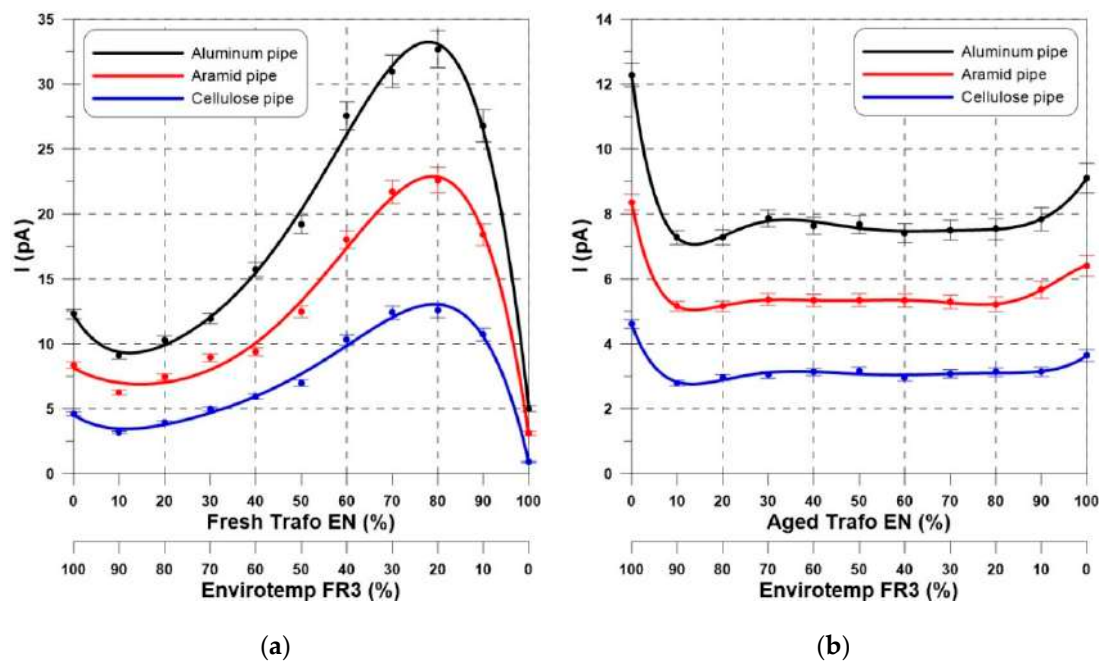 35
30
25
20
15
10
5
0
I (pA)
Aluminum pipe
Aramid pipe
Cellulose pipe
0 10 20 30 40 50 60 70 80 90 100
Fresh Trafo EN (%)
100 90 80 70 60 50 40 30 20 10 0
Envirotemp FR3 (%)
(a)
14
12
10
8
6
4
2
0
I (pA)
Aluminum pipe
Aramid pipe
Cellulose pipe
0 10 20 30 40 50 60 70 80 90 100
Aged Trafo EN (%)
100 90 80 70 60 50 40 30 20 10 0
Envirotemp FR3 (%)
(b)